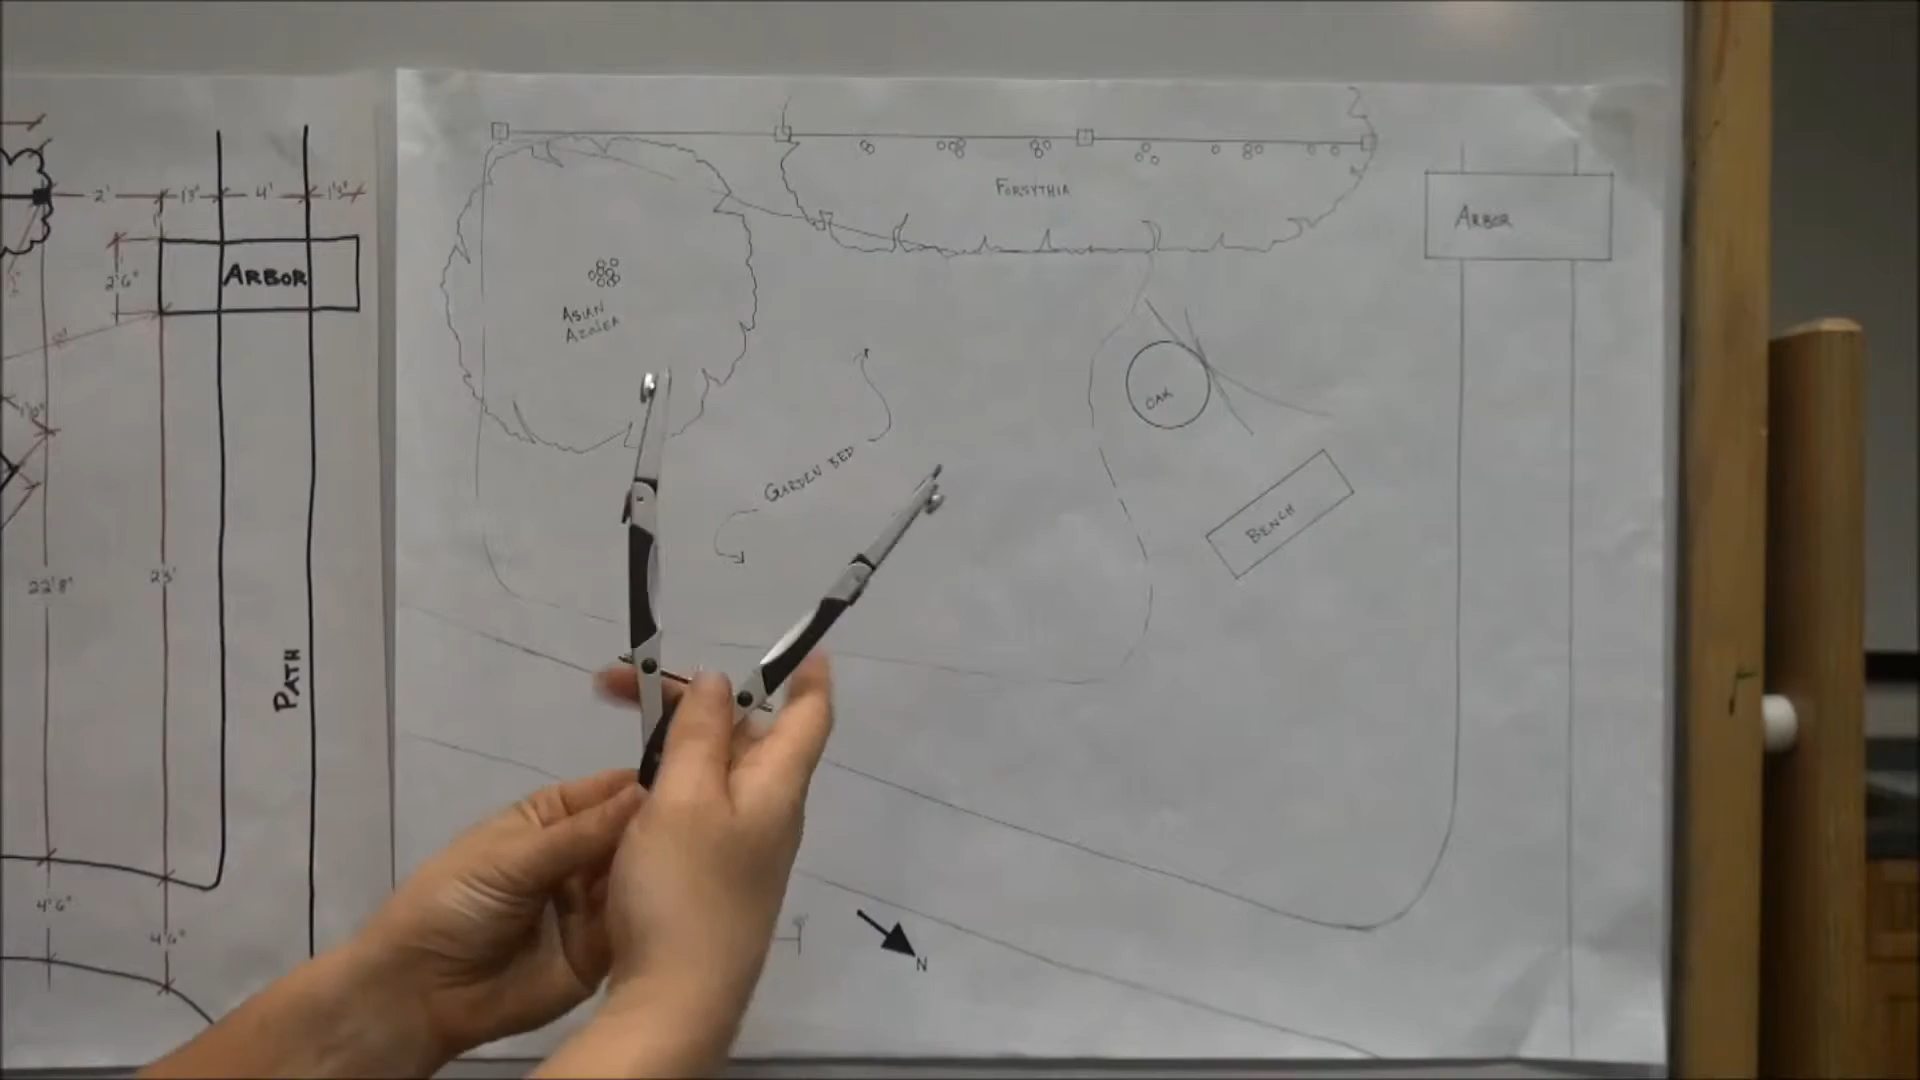 2'
1'3"
4'
1'3"
2'6"
ARBOR
22'8"
23'
PATH
4'6"
4'6"
FORSYTHIA
ARBOR
ASIAN
AZALEA
OAK
GARDEN BED
BENCH
N